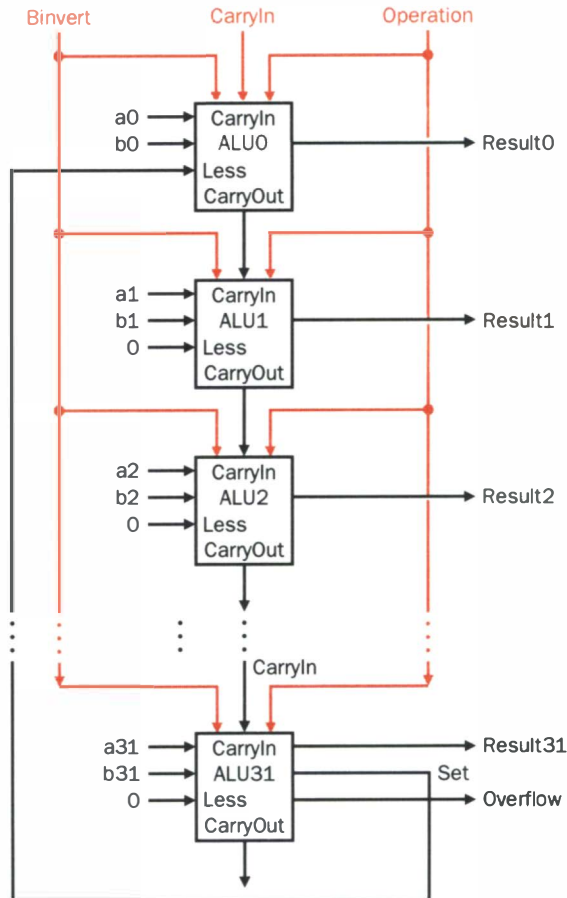 Binvert CarryIn Operation
a0 CarryIn
b0 ALU0 Result0
Less
CarryOut
a1 CarryIn
b1 ALU1 Result1
0 Less
CarryOut
a2 CarryIn
b2 ALU2 Result2
0 Less
CarryOut
CarryIn
a31 CarryIn Result31
b31 ALU31 Set
0 Less Overflow
CarryOut